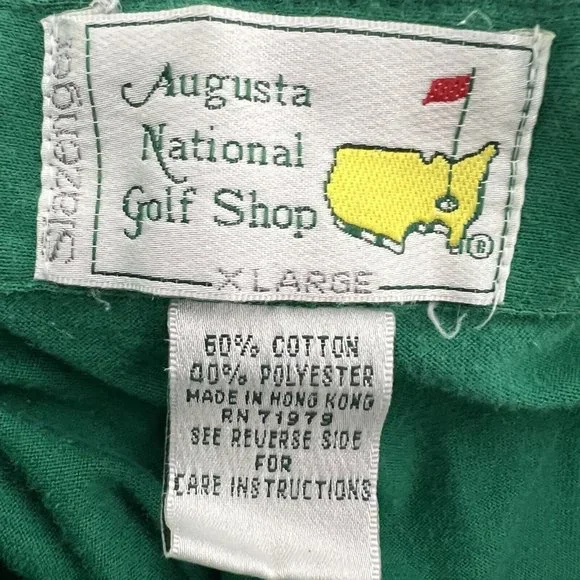 Slazenger
Augusta
National
Golf Shop
®
X LARGE
60% COTTON
40% POLYESTER
MADE IN HONG KONG
RN 71979
SEE REVERSE SIDE
FOR
CARE INSTRUCTIONS